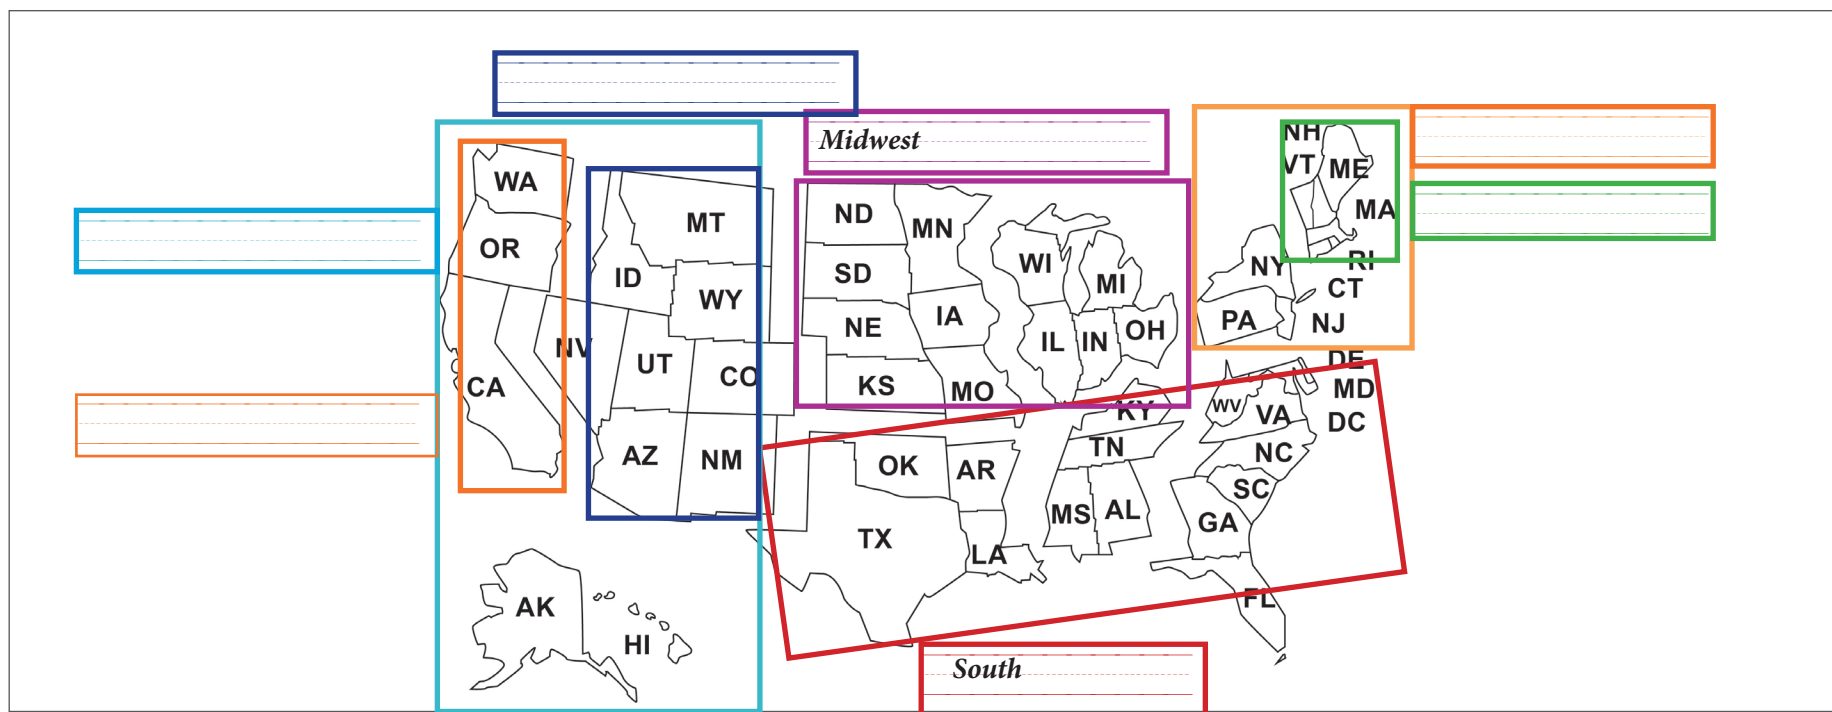 Midwest
NH
VT
ME
MA
WA
MT
ND
MN
OR
ID
WY
SD
WI
MI
NY
RI
CT
NE
IA
PA
NJ
NV
UT
CO
IL
IN
OH
DE
CA
KS
MO
MD
WV
VA
DC
KY
AZ
NM
OK
AR
TN
NC
SC
TX
MS
AL
GA
LA
AK
FL
HI
South